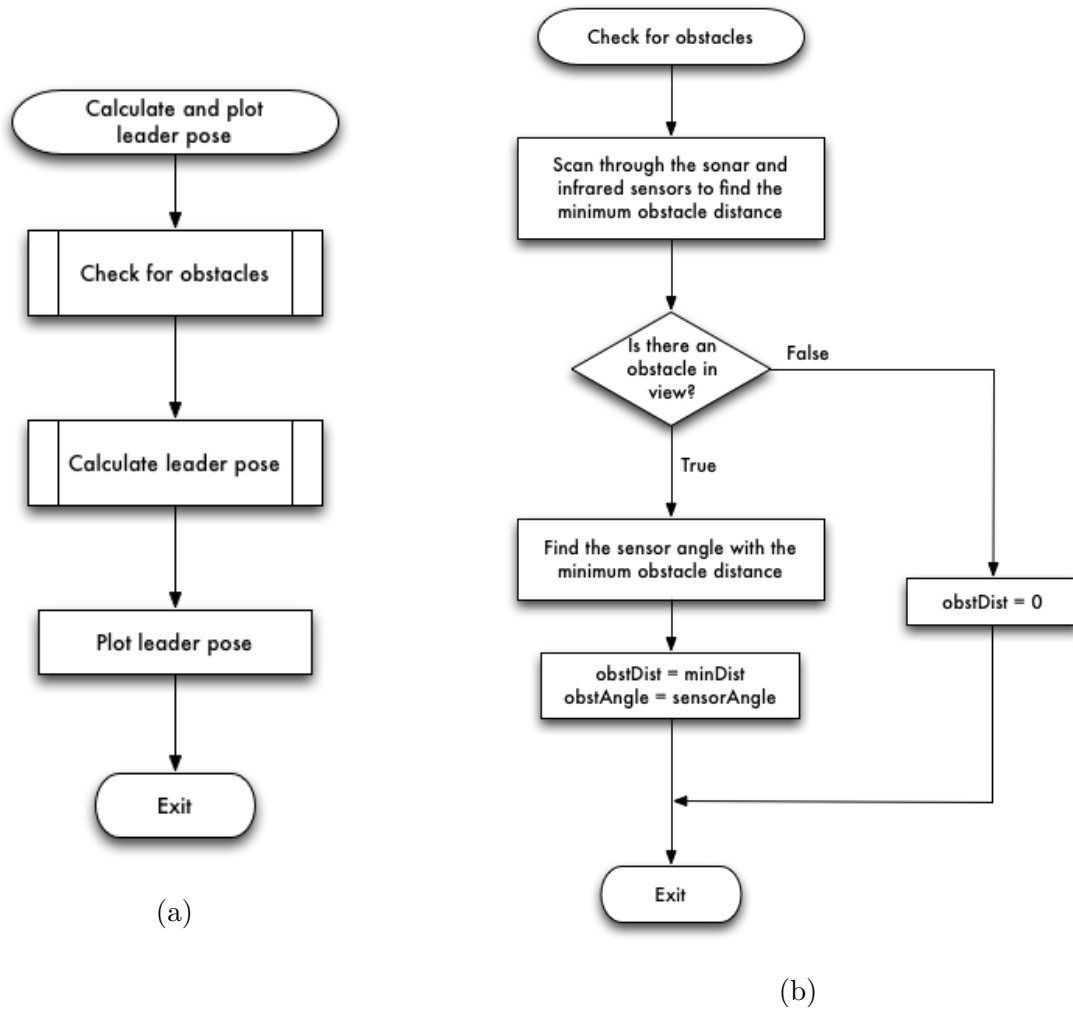 Calculate and plot
leader pose
Check for obstacles
Calculate leader pose
Plot leader pose
Exit
(a)
Check for obstacles
Scan through the sonar and
infrared sensors to find the
minimum obstacle distance
Is there an
obstacle in
view?
False
True
Find the sensor angle with the
minimum obstacle distance
obstDist = 0
obstDist = minDist
obstAngle = sensorAngle
Exit
(b)